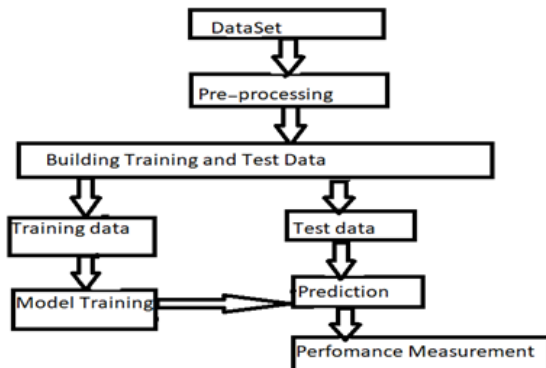 DataSet
Pre-processing
Building Training and Test Data
Training data
Test data
Model Training
Prediction
Perfomance Measurement